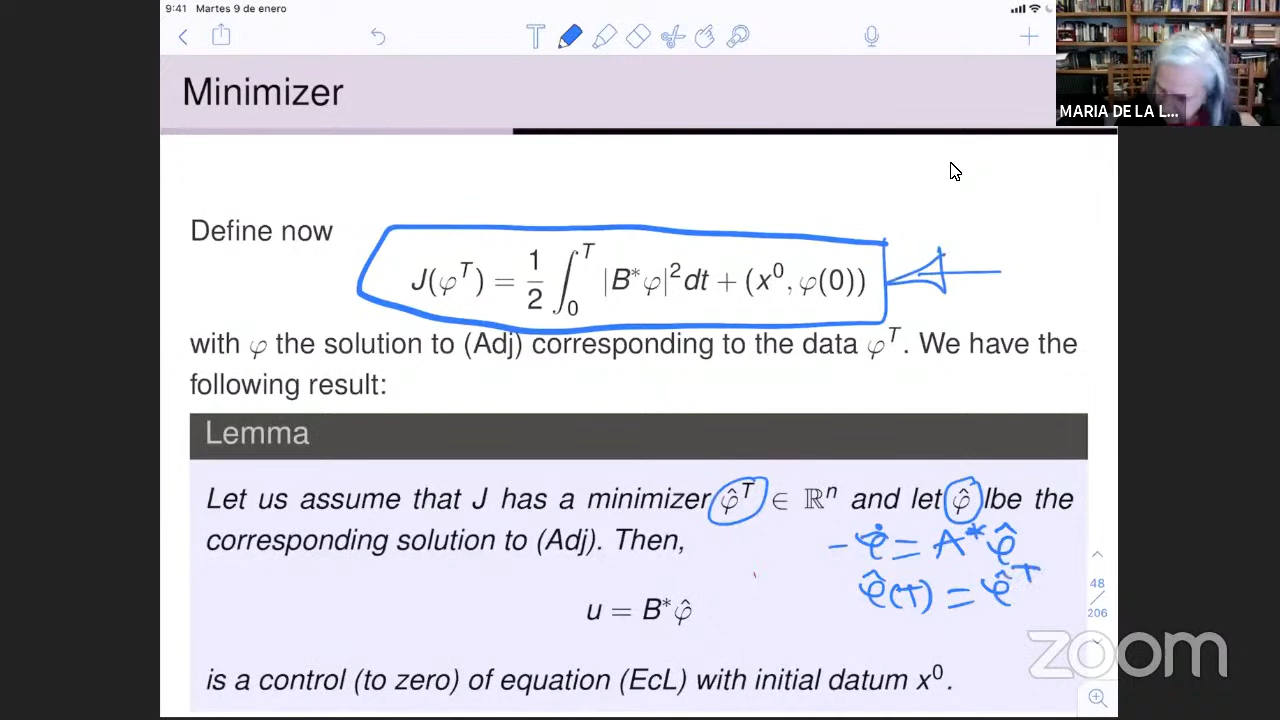 9:41 Martes 9 de enero
Minimizer
MARIA DE LA L...
Define now
J(φ^T) = 1/2 ∫_0^T |B*φ|² dt + (x⁰, φ(0))
with φ the solution to (Adj) corresponding to the data φ^T. We have the
following result:
Lemma
Let us assume that J has a minimizer φ̂^T ∈ ℝⁿ and let φ̂ lbe the
corresponding solution to (Adj). Then,
-φ̇̂ = A*φ̂
φ̂(T) = φ̂^T
u = B*φ̂
is a control (to zero) of equation (EcL) with initial datum x⁰.
48
206
zoom